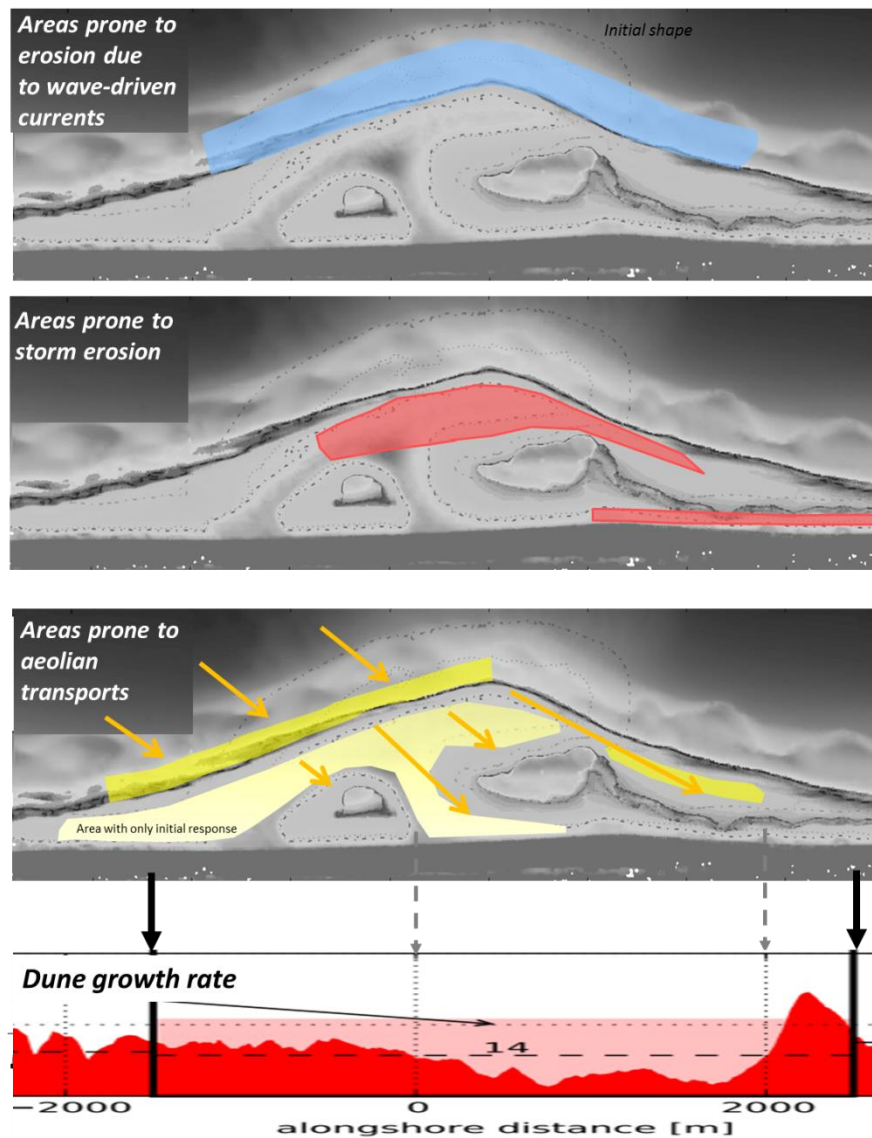 Areas prone to
erosion due
to wave-driven
currents
Initial shape
Areas prone to
storm erosion
Areas prone to
aeolian
transports
Area with only initial response
Dune growth rate
14
−2000
0
2000
alongshore distance [m]